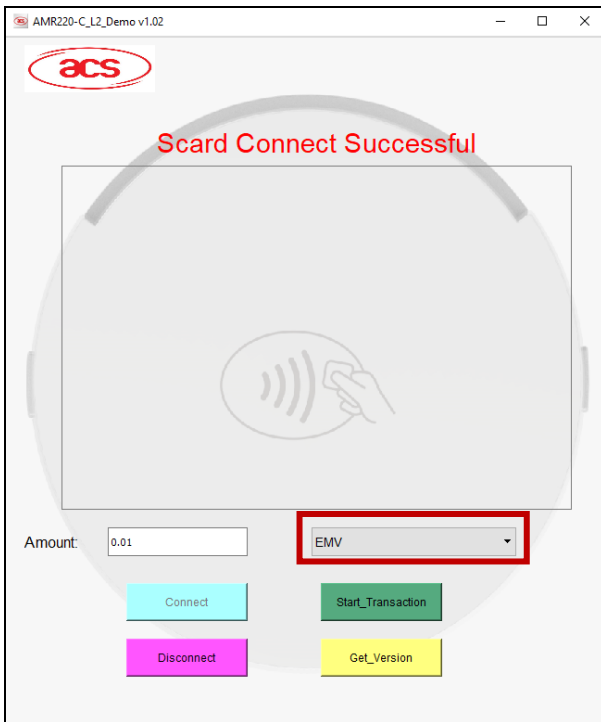 AMR220-C_L2_Demo v1.02
acs
Scard Connect Successful
Amount: 0.01 EMV
Connect Start_Transaction
Disconnect Get_Version